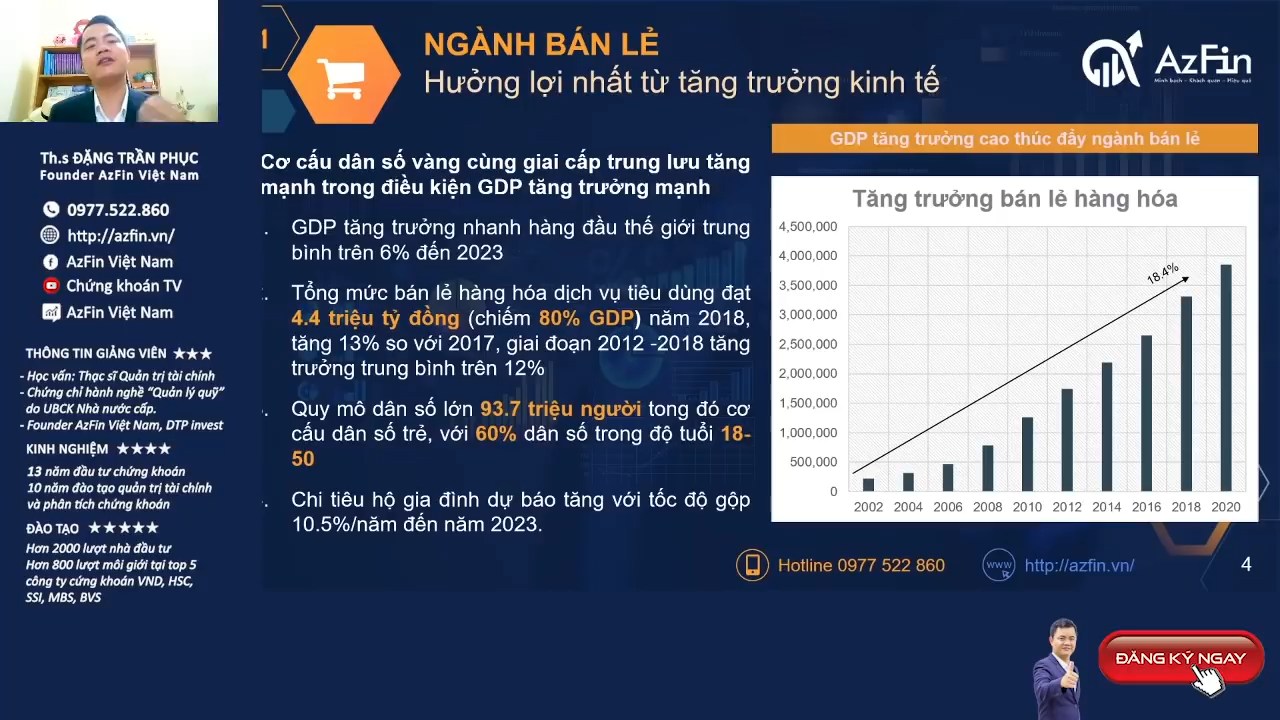 Th.s ĐẶNG TRẦN PHỤC
Founder AzFin Việt Nam
0977.522.860
http://azfin.vn/
AzFin Việt Nam
Chứng khoán TV
AzFin Việt Nam
THÔNG TIN GIẢNG VIÊN ★★★
- Học vấn: Thạc sĩ Quản trị tài chính
- Chứng chỉ hành nghề “Quản lý quỹ”
do UBCK Nhà nước cấp.
- Founder AzFin Việt Nam, DTP invest
KINH NGHIỆM ★★★★
13 năm đầu tư chứng khoán
10 năm đào tạo quản trị tài chính
và phân tích chứng khoán
ĐÀO TẠO ★★★★★
Hơn 2000 lượt nhà đầu tư
Hơn 800 lượt môi giới tại top 5
công ty cứng khoán VND, HSC,
SSI, MBS, BVS
1
NGÀNH BÁN LẺ
Hưởng lợi nhất từ tăng trưởng kinh tế
AzFin
Minh bạch - Khách quan - Hiệu quả
Cơ cấu dân số vàng cùng giai cấp trung lưu tăng
mạnh trong điều kiện GDP tăng trưởng mạnh
GDP tăng trưởng nhanh hàng đầu thế giới trung
bình trên 6% đến 2023
Tổng mức bán lẻ hàng hóa dịch vụ tiêu dùng đạt
4.4 triệu tỷ đồng (chiếm 80% GDP) năm 2018,
tăng 13% so với 2017, giai đoạn 2012 -2018 tăng
trưởng trung bình trên 12%
Quy mô dân số lớn 93.7 triệu người tong đó cơ
cấu dân số trẻ, với 60% dân số trong độ tuổi 18-
50
Chi tiêu hộ gia đình dự báo tăng với tốc độ gộp
10.5%/năm đến năm 2023.
GDP tăng trưởng cao thúc đẩy ngành bán lẻ
Tăng trưởng bán lẻ hàng hóa
4,500,000
4,000,000
3,500,000
3,000,000
2,500,000
2,000,000
1,500,000
1,000,000
500,000
0
18.4%
2002 2004 2006 2008 2010 2012 2014 2016 2018 2020
Hotline 0977 522 860
www
http://azfin.vn/
4
ĐĂNG KÝ NGAY